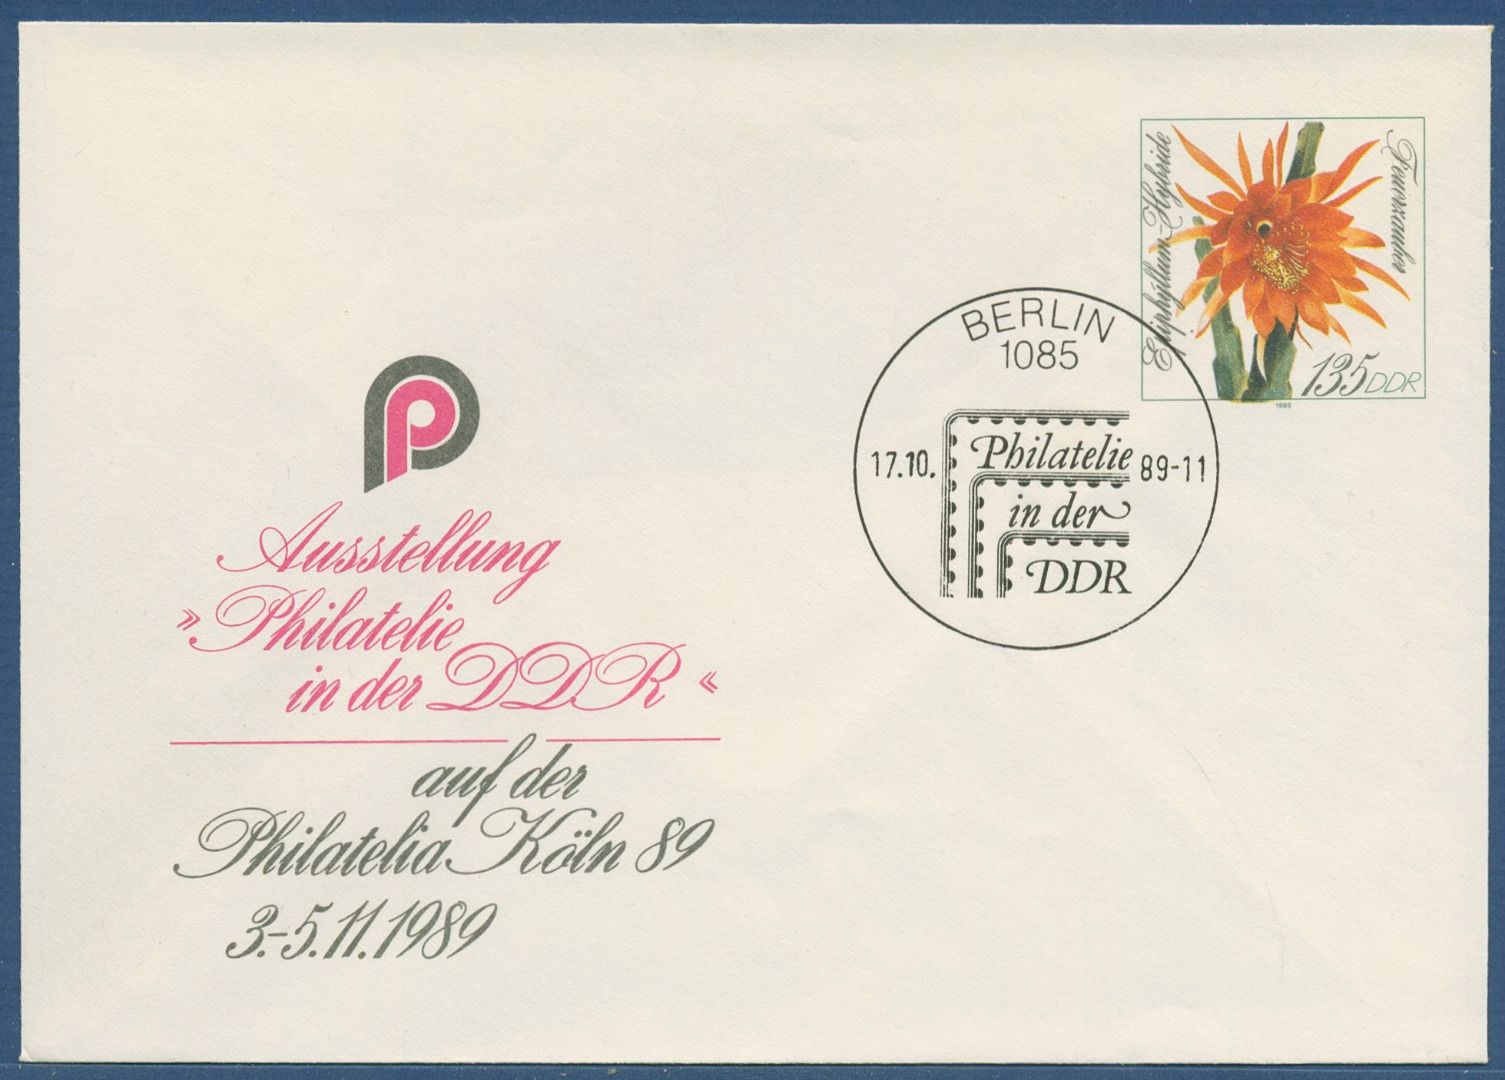 Epiphyllum-Hybride
Feuerzauber
135 DDR
1989
BERLIN
1085
17.10. 89-11
Philatelie
in der
DDR
Ausstellung
»Philatelie
in der DDR«
auf der
Philatelia Köln 89
3.-5.11.1989